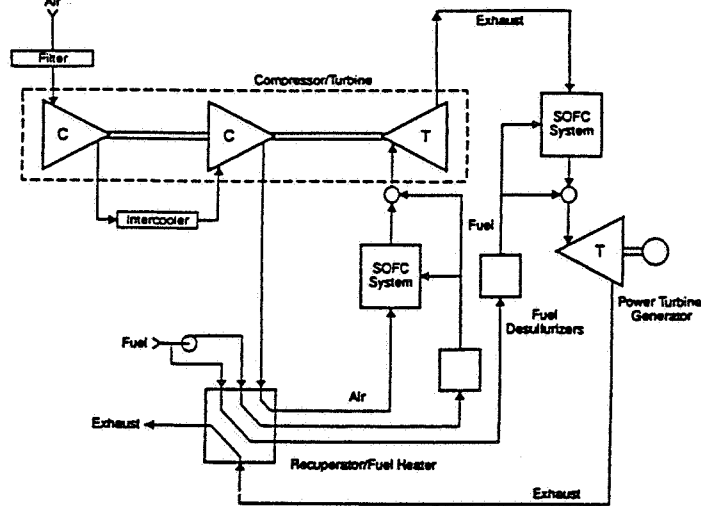 Air
Filter
Compressor/Turbine
Exhaust
C
C
T
SOFC
System
Intercooler
Fuel
SOFC
System
T
Power Turbine
Generator
Fuel
Desulfurizers
Fuel
Air
Exhaust
Recuperator/Fuel Heater
Exhaust